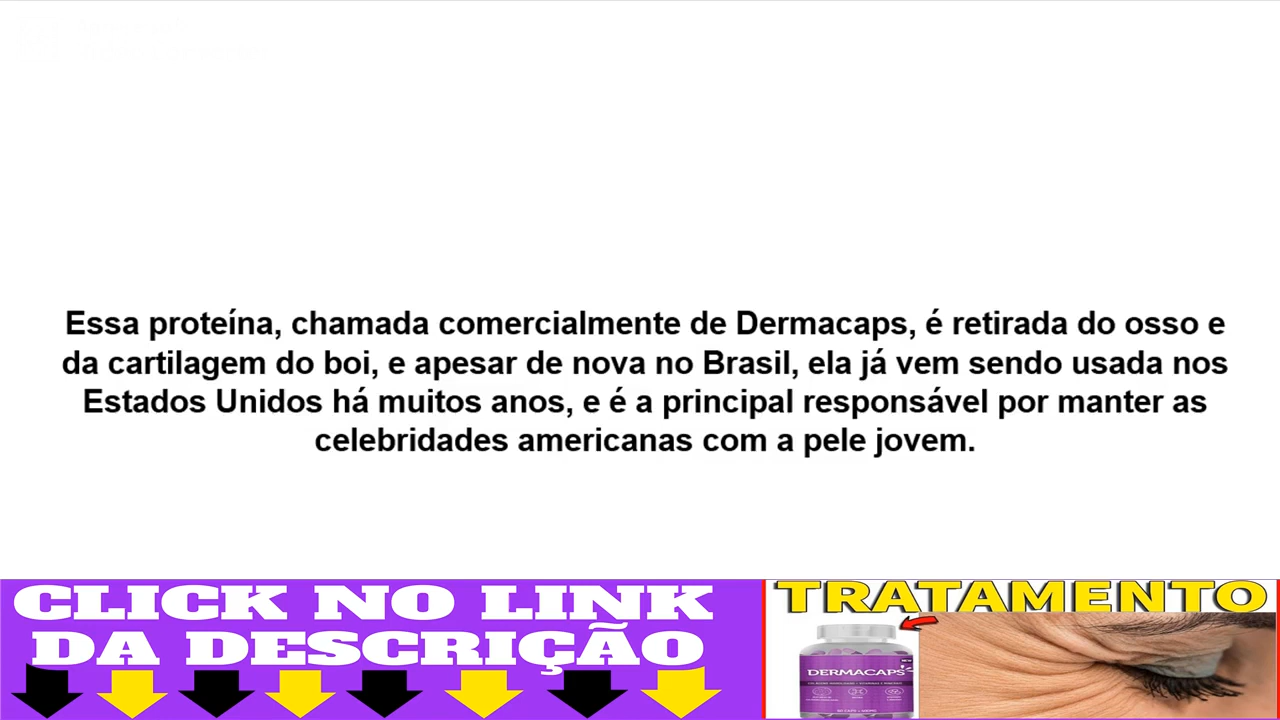 Essa proteína, chamada comercialmente de Dermacaps, é retirada do osso e
da cartilagem do boi, e apesar de nova no Brasil, ela já vem sendo usada nos
Estados Unidos há muitos anos, e é a principal responsável por manter as
celebridades americanas com a pele jovem.
CLICK NO LINK
DA DESCRIÇÃO
TRATAMENTO
DERMACAPS